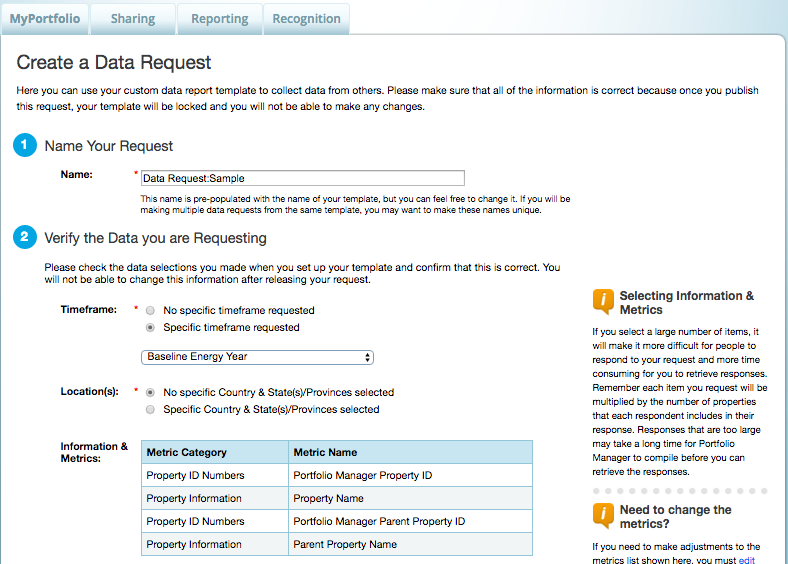 MyPortfolio Sharing Reporting Recognition
Create a Data Request
Here you can use your custom data report template to collect data from others. Please make sure that all of the information is correct because once you publish
this request, your template will be locked and you will not be able to make any changes.
1 Name Your Request
Name: * Data Request:Sample
This name is pre-populated with the name of your template, but you can feel free to change it. If you will be
making multiple data requests from the same template, you may want to make these names unique.
2 Verify the Data you are Requesting
Please check the data selections you made when you set up your template and confirm that this is correct. You
will not be able to change this information after releasing your request.
Timeframe: * No specific timeframe requested
Specific timeframe requested
Baseline Energy Year
Location(s): * No specific Country & State(s)/Provinces selected
Specific Country & State(s)/Provinces selected
Information &
Metrics:
Metric Category Metric Name
Property ID Numbers Portfolio Manager Property ID
Property Information Property Name
Property ID Numbers Portfolio Manager Parent Property ID
Property Information Parent Property Name
i Selecting Information &
Metrics
If you select a large number of items, it
will make it more difficult for people to
respond to your request and more time
consuming for you to retrieve responses.
Remember each item you request will be
multiplied by the number of properties
that each respondent includes in their
response. Responses that are too large
may take a long time for Portfolio
Manager to compile before you can
retrieve the responses.
i Need to change the
metrics?
If you need to make adjustments to the
metrics list shown here, you must edit